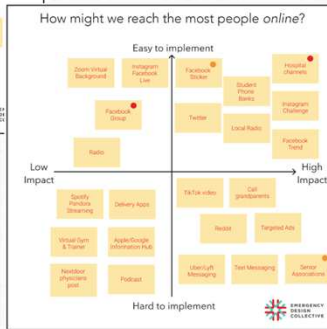 How might we reach the most people online?
Easy to implement
Zoom Virtual
Background
Instagram
Facebook
Live
Facebook
Sticker
Hospital
channels
Student
Phone
Banks
Facebook
Group
Instagram
Challenge
Twitter
Local Radio
Radio
Facebook
Trend
Low
Impact
High
Impact
Spotify
Pandora
Streaming
Delivery Apps
TikTok video
Call
grandparents
Virtual Gym
& Trainer
Apple/Google
Information Hub
Reddit
Targeted Ads
Nextdoor
physicians
post
Podcast
Uber-Lyft
Messaging
Text Messaging
Senior
Associations
Hard to implement
EMERGENCY
DESIGN
COLLECTIVE